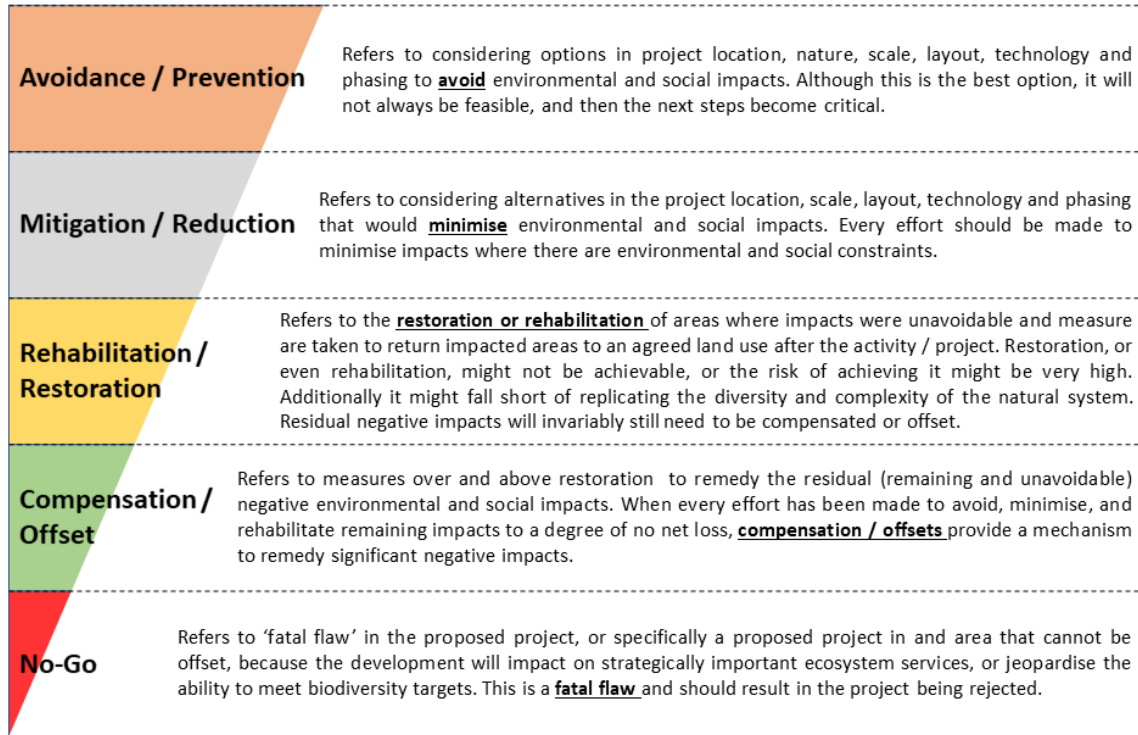 Avoidance / Prevention
Refers to considering options in project location, nature, scale, layout, technology and
phasing to avoid environmental and social impacts. Although this is the best option, it will
not always be feasible, and then the next steps become critical.
Mitigation / Reduction
Refers to considering alternatives in the project location, scale, layout, technology and phasing
that would minimise environmental and social impacts. Every effort should be made to
minimise impacts where there are environmental and social constraints.
Rehabilitation /
Restoration
Refers to the restoration or rehabilitation of areas where impacts were unavoidable and measure
are taken to return impacted areas to an agreed land use after the activity / project. Restoration, or
even rehabilitation, might not be achievable, or the risk of achieving it might be very high.
Additionally it might fall short of replicating the diversity and complexity of the natural system.
Residual negative impacts will invariably still need to be compensated or offset.
Compensation /
Offset
Refers to measures over and above restoration to remedy the residual (remaining and unavoidable)
negative environmental and social impacts. When every effort has been made to avoid, minimise, and
rehabilitate remaining impacts to a degree of no net loss, compensation / offsets provide a mechanism
to remedy significant negative impacts.
No-Go
Refers to ‘fatal flaw’ in the proposed project, or specifically a proposed project in and area that cannot be
offset, because the development will impact on strategically important ecosystem services, or jeopardise the
ability to meet biodiversity targets. This is a fatal flaw and should result in the project being rejected.